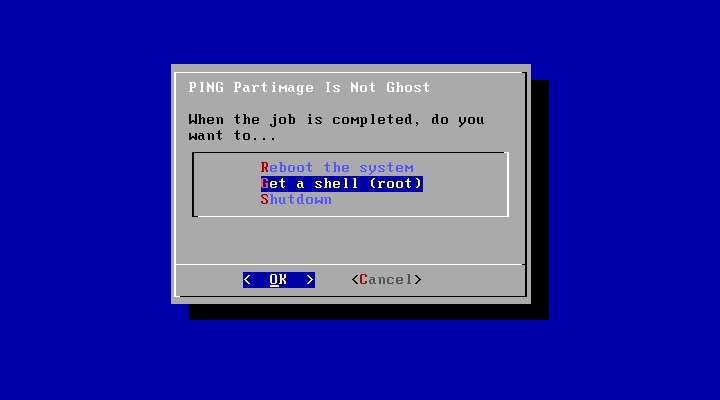 PING Partimage Is Not Ghost
When the job is completed, do you
want to...
Reboot the system
Get a shell (root)
Shutdown
<  OK  > <Cancel>